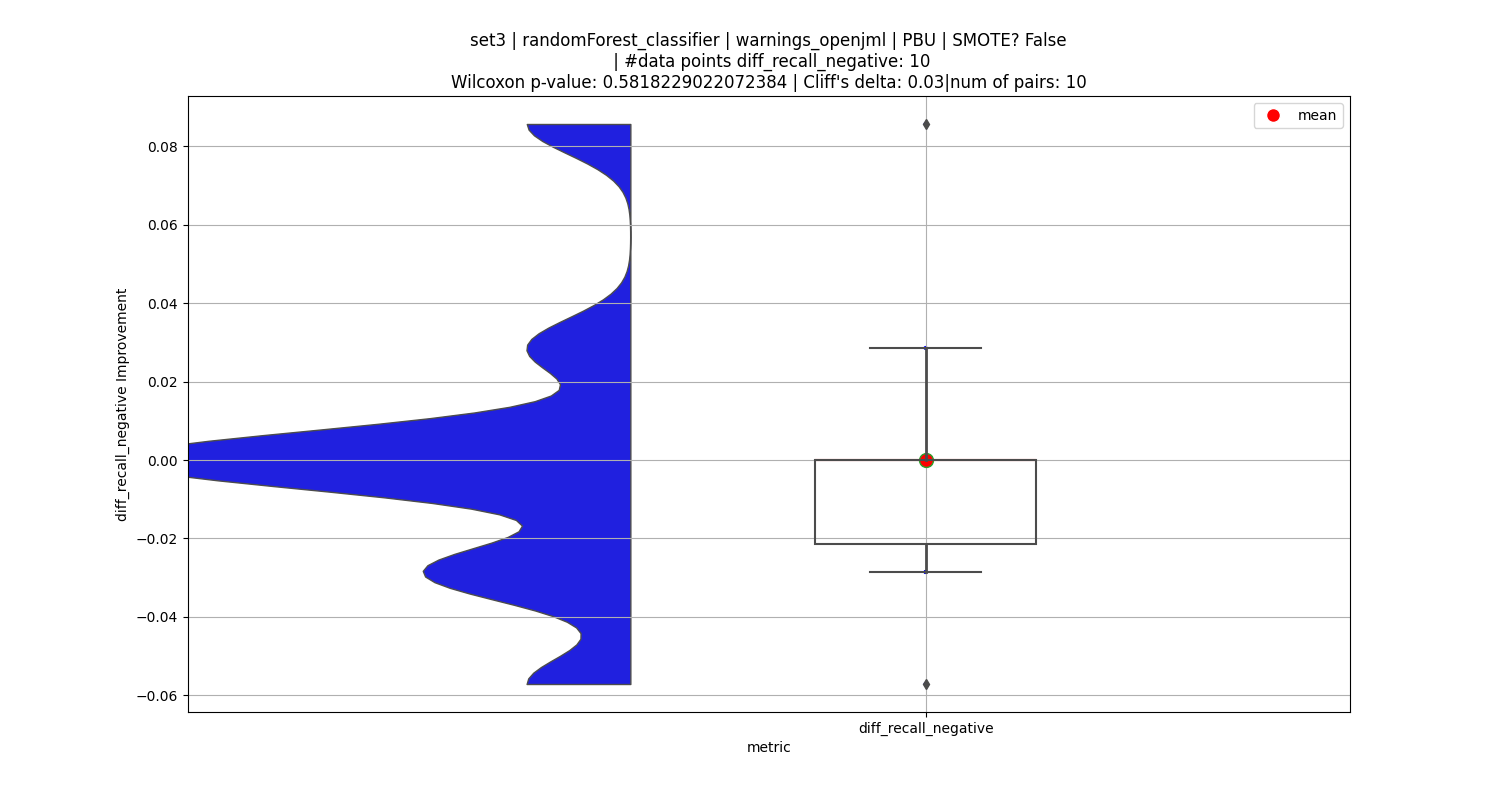 set3 | randomForest_classifier | warnings_openjml | PBU | SMOTE? False
| #data points diff_recall_negative: 10
Wilcoxon p-value: 0.5818229022072384 | Cliff's delta: 0.03|num of pairs: 10
mean
0.08
0.06
0.04
0.02
0.00
−0.02
−0.04
−0.06
diff_recall_negative Improvement
diff_recall_negative
metric